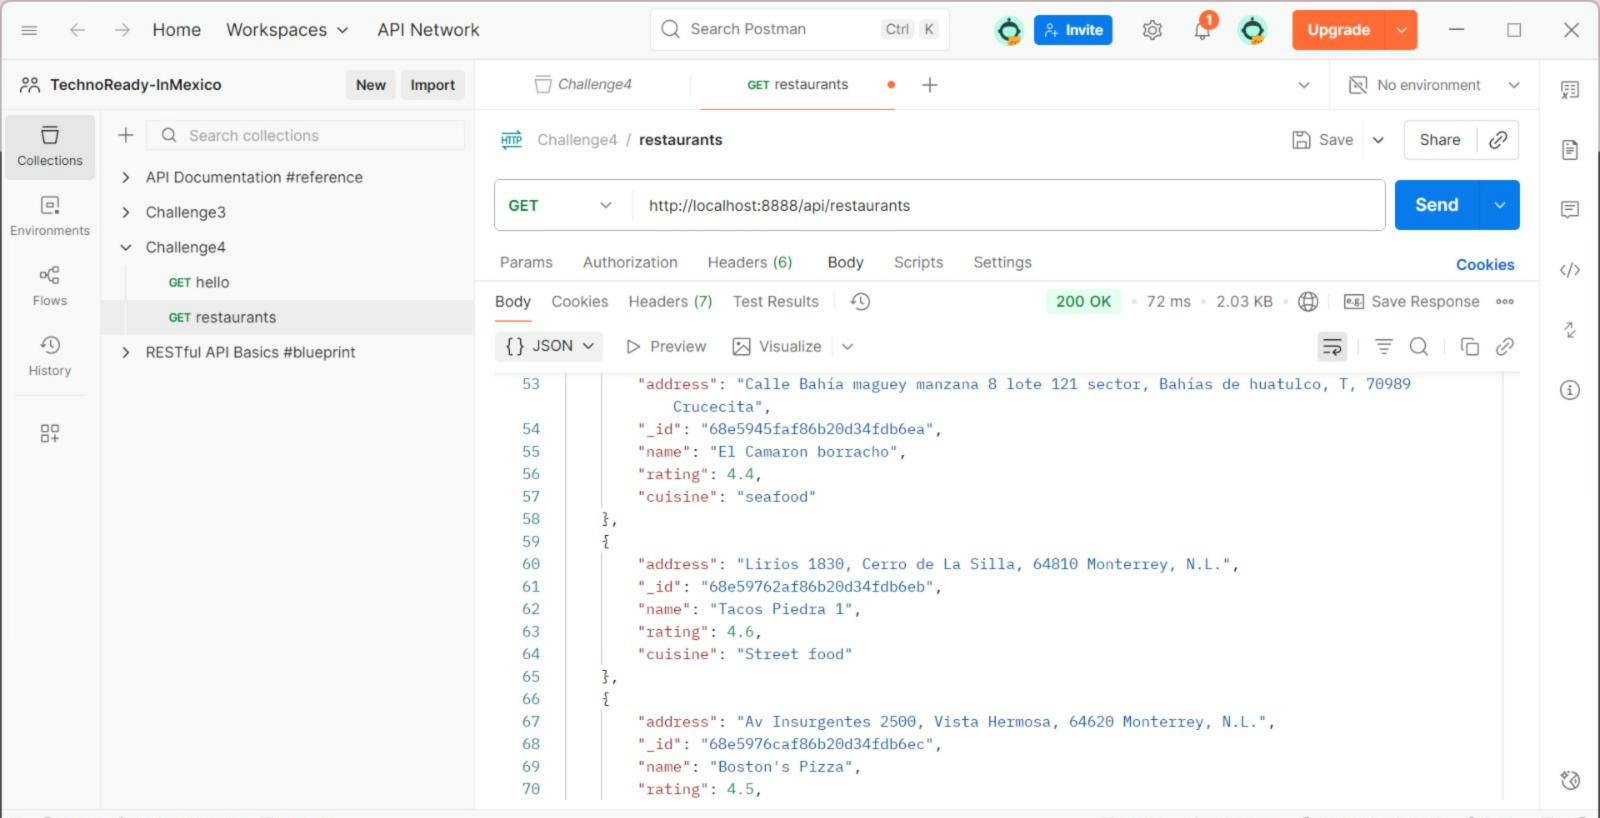 Home Workspaces API Network Search Postman Ctrl K Invite 1 Upgrade
TechnoReady-InMexico New Import Challenge4 GET restaurants No environment
Collections
Search collections
HTTP Challenge4 / restaurants Save Share
API Documentation #reference
Challenge3
GET http://localhost:8888/api/restaurants Send
Environments
Challenge4
GET hello
Params Authorization Headers (6) Body Scripts Settings Cookies
Flows
GET restaurants
Body Cookies Headers (7) Test Results 200 OK 72 ms 2.03 KB e.g. Save Response
RESTful API Basics #blueprint
History
{} JSON Preview Visualize
53 "address": "Calle Bahía maguey manzana 8 lote 121 sector, Bahías de huatulco, T, 70989
Crucecita",
54 "_id": "68e5945faf86b20d34fdb6ea",
55 "name": "El Camaron borracho",
56 "rating": 4.4,
57 "cuisine": "seafood"
58 },
59 {
60 "address": "Lirios 1830, Cerro de La Silla, 64810 Monterrey, N.L.",
61 "_id": "68e59762af86b20d34fdb6eb",
62 "name": "Tacos Piedra 1",
63 "rating": 4.6,
64 "cuisine": "Street food"
65 },
66 {
67 "address": "Av Insurgentes 2500, Vista Hermosa, 64620 Monterrey, N.L.",
68 "_id": "68e5976caf86b20d34fdb6ec",
69 "name": "Boston's Pizza",
70 "rating": 4.5,